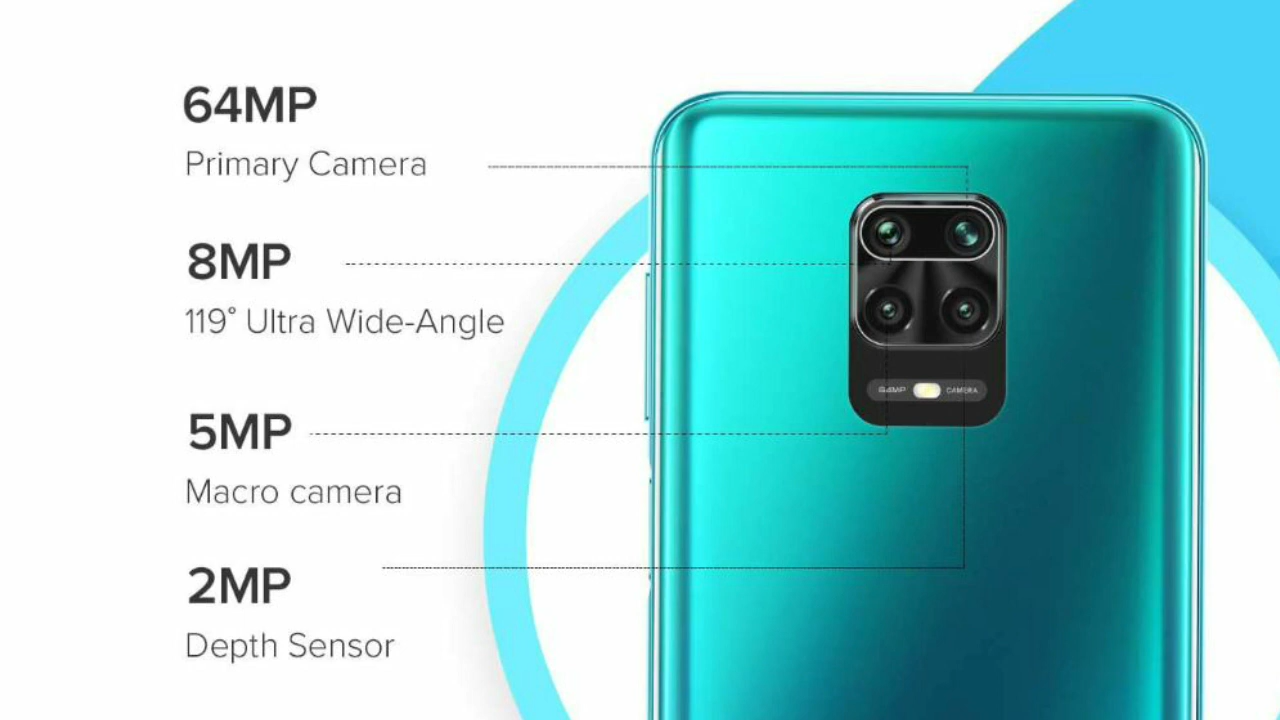 64MP
Primary Camera
8MP
119° Ultra Wide-Angle
5MP
Macro camera
2MP
Depth Sensor
64MP CAMERA